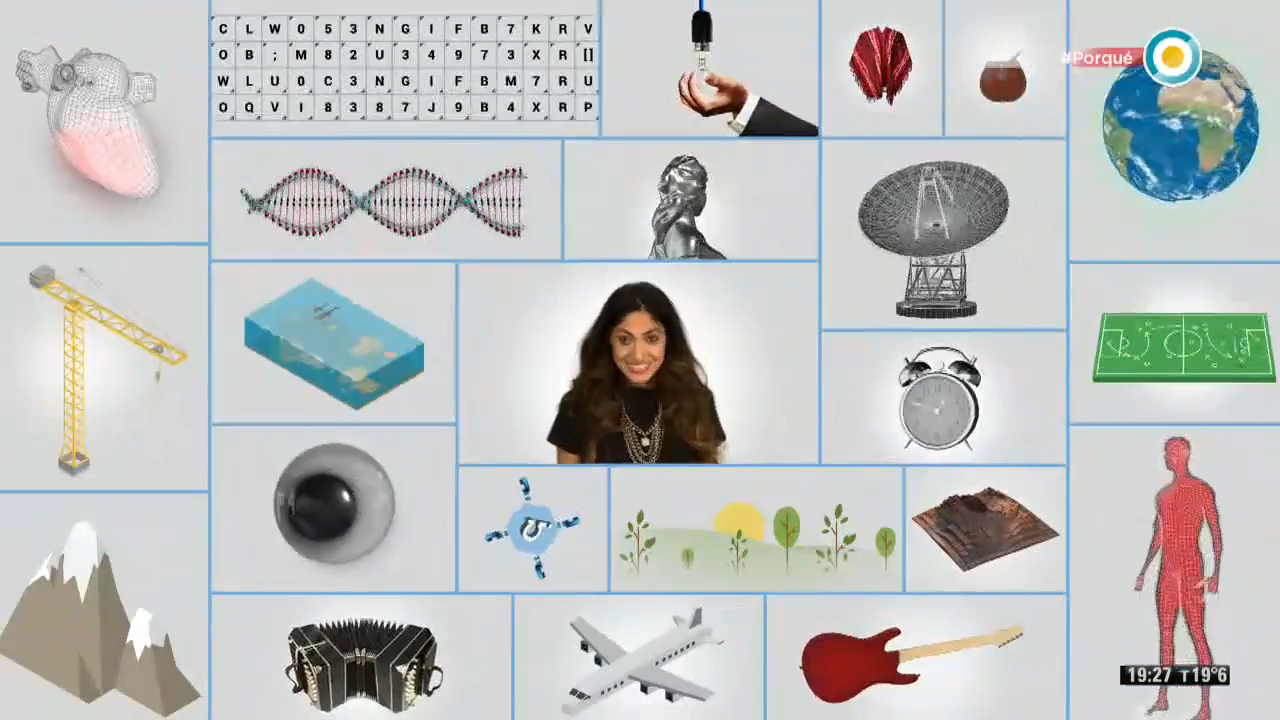 C L W 0 5 3 N G I F B 7 K R V
O B ; M 8 2 U 3 4 9 7 3 X R []
W L U 0 C 3 N G I F B M 7 R U
O Q V I 8 3 8 7 J 9 B 4 X R P
#Porqué
19:27 T19°6